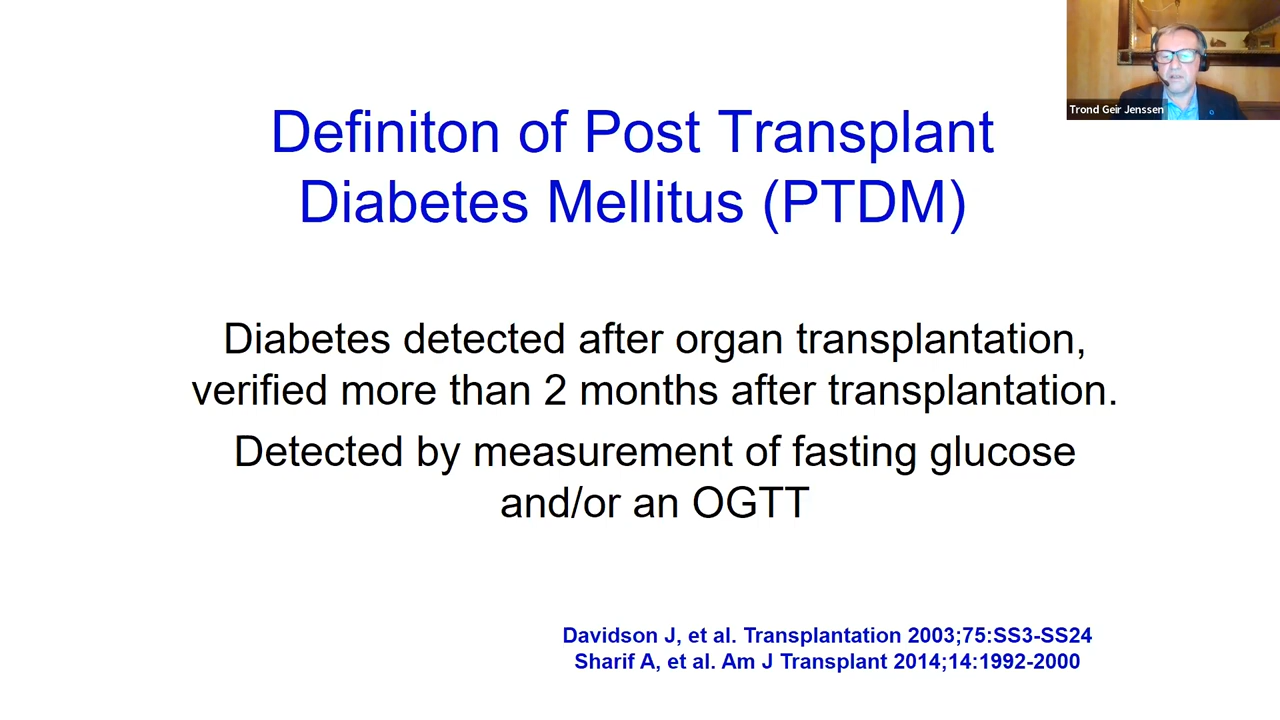 Trond Geir Jenssen
Definiton of Post Transplant
Diabetes Mellitus (PTDM)
Diabetes detected after organ transplantation,
verified more than 2 months after transplantation.
Detected by measurement of fasting glucose
and/or an OGTT
Davidson J, et al. Transplantation 2003;75:SS3-SS24
Sharif A, et al. Am J Transplant 2014;14:1992-2000